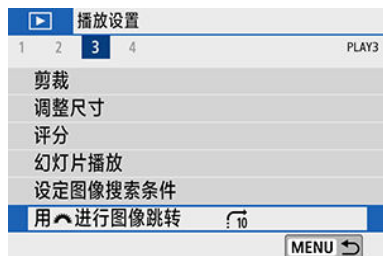 播放设置
1 2 3 4 PLAY3
剪裁
调整尺寸
评分
幻灯片播放
设定图像搜索条件
用进行图像跳转 10
MENU